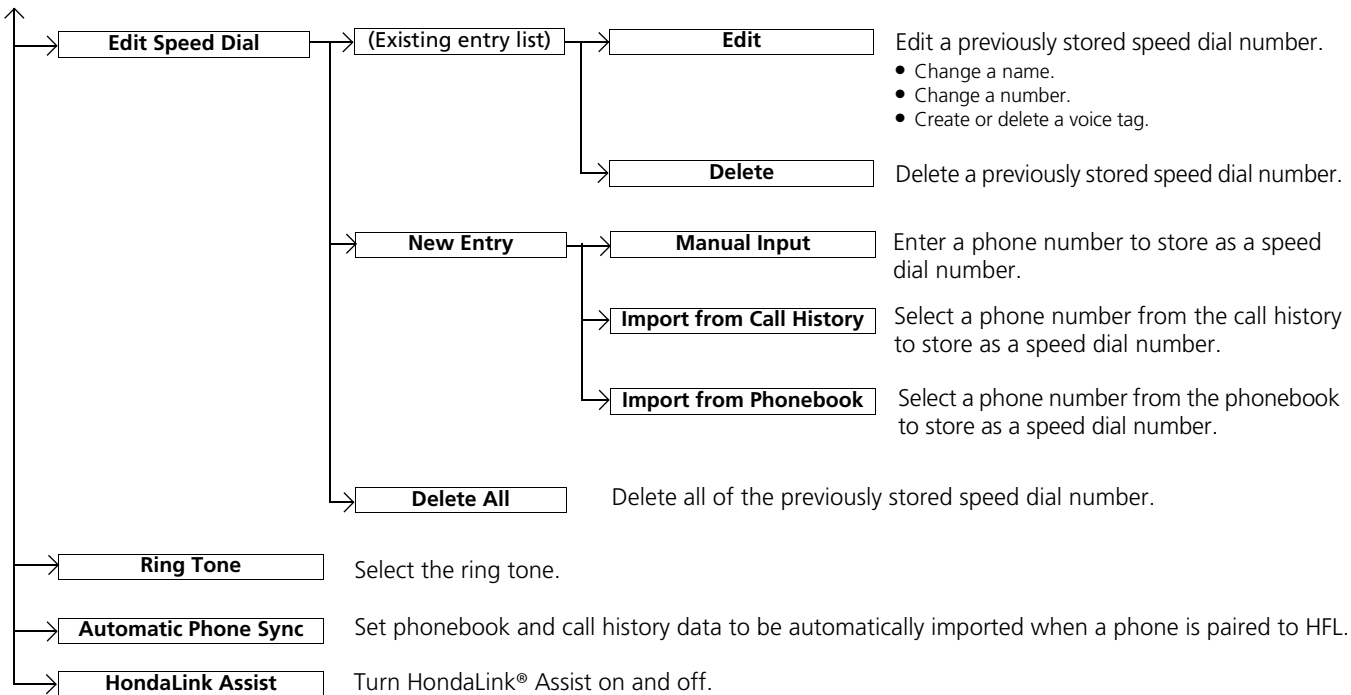 Edit Speed Dial
(Existing entry list)
Edit
Edit a previously stored speed dial number.
• Change a name.
• Change a number.
• Create or delete a voice tag.
Delete
Delete a previously stored speed dial number.
New Entry
Manual Input
Enter a phone number to store as a speed
dial number.
Import from Call History
Select a phone number from the call history
to store as a speed dial number.
Import from Phonebook
Select a phone number from the phonebook
to store as a speed dial number.
Delete All
Delete all of the previously stored speed dial number.
Ring Tone
Select the ring tone.
Automatic Phone Sync
Set phonebook and call history data to be automatically imported when a phone is paired to HFL.
HondaLink Assist
Turn HondaLink® Assist on and off.